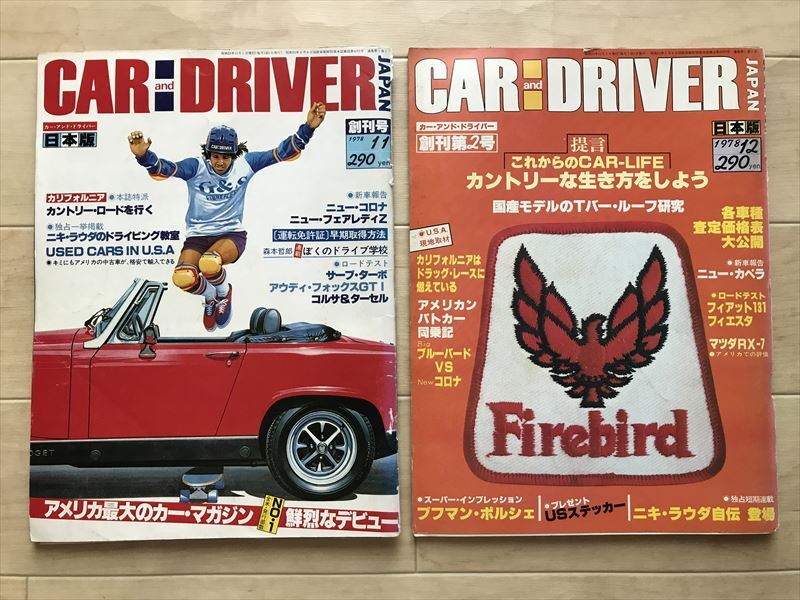 CAR and DRIVER JAPAN
カー・アンド・ドライバー
日本版
創刊号
1978 11
290 yen
CAR and DRIVER
カリフォルニア ●本誌特派
カントリー・ロードを行く
●独占一挙掲載
ニキ・ラウダのドライビング教室
USED CARS IN U.S.A
●キミにもアメリカの中古車が、格安で輸入できる
●新車報告
ニュー・コロナ
ニュー・フェアレディZ
〔運転免許証〕早期取得方法
森本哲郎
ぼくのドライブ学校
●ロードテスト
サーブ・ターボ
アウディ・フォックスGTI
コルサ&ターセル
DGET
アメリカ最大のカー・マガジン
NO.1
鮮烈なデビュー
CAR and DRIVER JAPAN
カー・アンド・ドライバー
創刊第2号
日本版
1978 12
290 yen
提言
これからのCAR-LIFE
カントリーな生き方をしよう
国産モデルのTバー・ルーフ研究
●U.S.A.
現地取材
カリフォルニアは
ドラッグ・レースに
燃えている
アメリカン
パトカー
同乗記
Big
ブルーバード
VS
New コロナ
各車種
査定価格表
大公開
●新車報告
ニュー・カペラ
●ロードテスト
フィアット131
フィエスタ
マツダRX-7
●アメリカでの評価
Firebird
●スーパー・インプレッション
ブフマン・ポルシェ
●プレゼント
USステッカー
●独占短期連載
ニキ・ラウダ自伝 登場